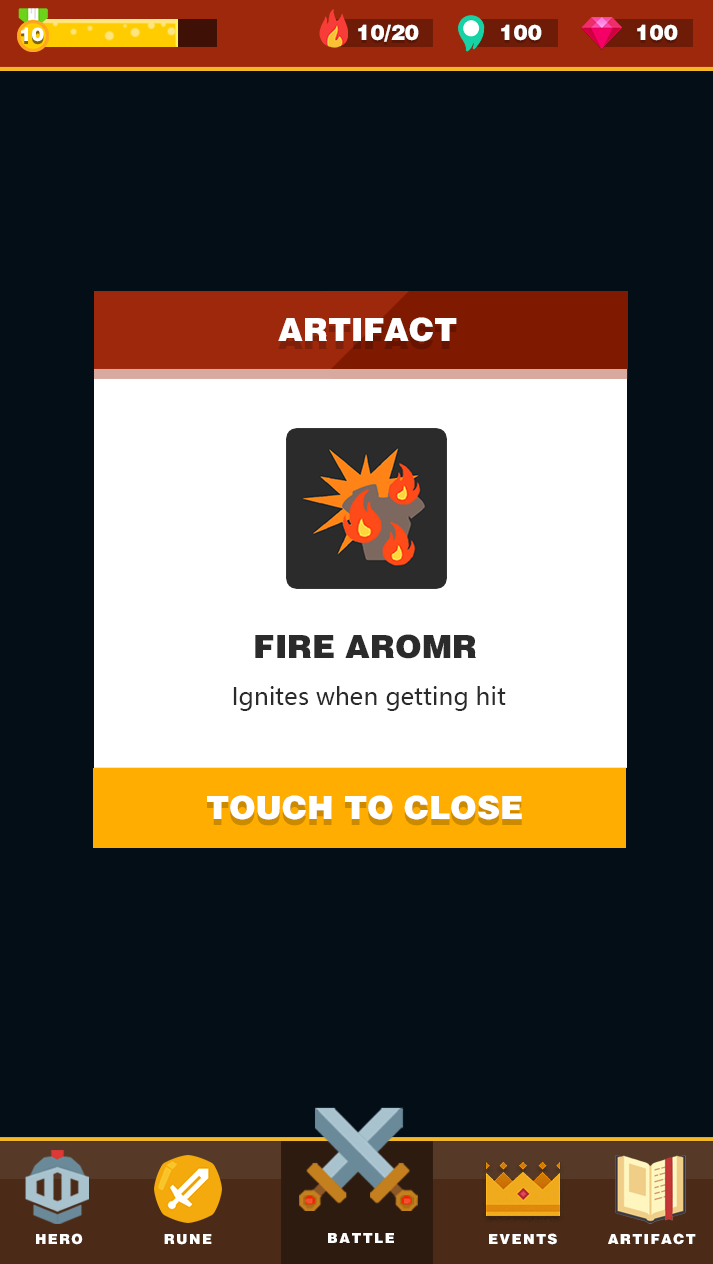 10
10/20
100
100
ARTIFACT
FIRE AROMR
Ignites when getting hit
TOUCH TO CLOSE
HERO
RUNE
BATTLE
EVENTS
ARTIFACT